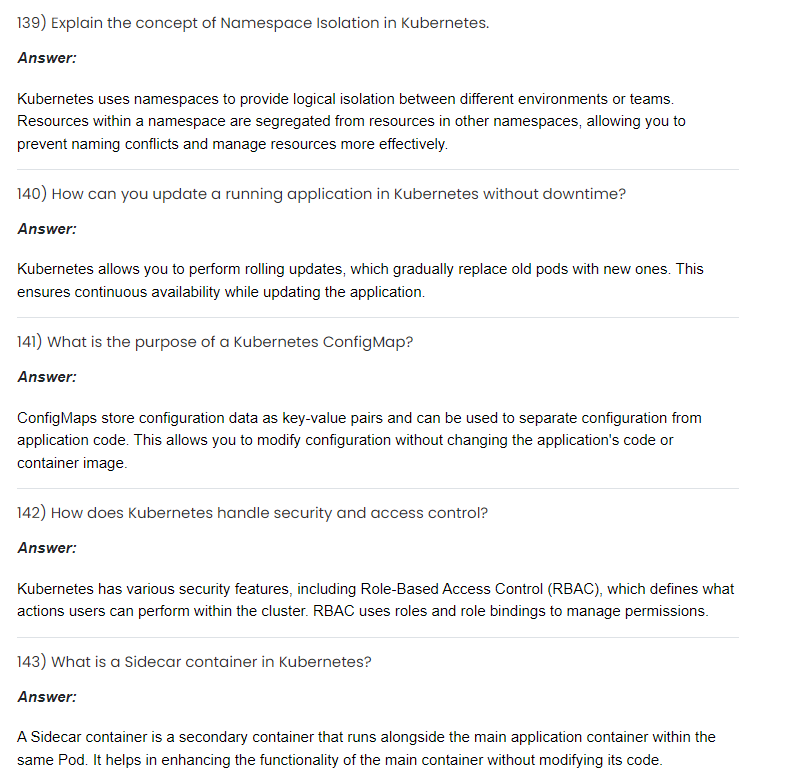 139) Explain the concept of Namespace Isolation in Kubernetes.
Answer:
Kubernetes uses namespaces to provide logical isolation between different environments or teams.
Resources within a namespace are segregated from resources in other namespaces, allowing you to
prevent naming conflicts and manage resources more effectively.
140) How can you update a running application in Kubernetes without downtime?
Answer:
Kubernetes allows you to perform rolling updates, which gradually replace old pods with new ones. This
ensures continuous availability while updating the application.
141) What is the purpose of a Kubernetes ConfigMap?
Answer:
ConfigMaps store configuration data as key-value pairs and can be used to separate configuration from
application code. This allows you to modify configuration without changing the application's code or
container image.
142) How does Kubernetes handle security and access control?
Answer:
Kubernetes has various security features, including Role-Based Access Control (RBAC), which defines what
actions users can perform within the cluster. RBAC uses roles and role bindings to manage permissions.
143) What is a Sidecar container in Kubernetes?
Answer:
A Sidecar container is a secondary container that runs alongside the main application container within the
same Pod. It helps in enhancing the functionality of the main container without modifying its code.